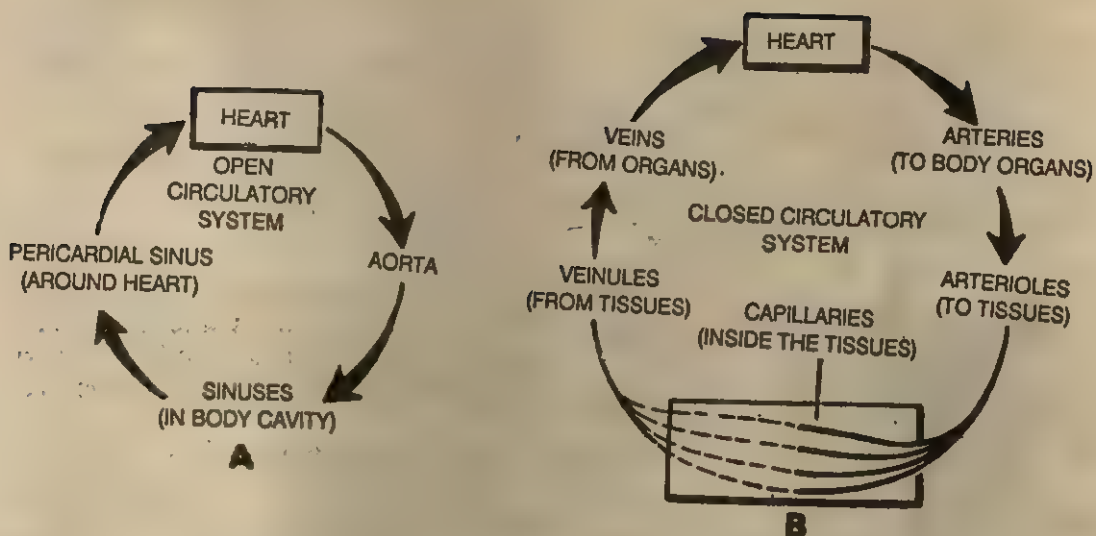 HEART
OPEN
CIRCULATORY
SYSTEM
AORTA
SINUSES
(IN BODY CAVITY)
PERICARDIAL SINUS
(AROUND HEART)
A
HEART
ARTERIES
(TO BODY ORGANS)
ARTERIOLES
(TO TISSUES)
CAPILLARIES
(INSIDE THE TISSUES)
VEINULES
(FROM TISSUES)
VEINS
(FROM ORGANS)
CLOSED CIRCULATORY
SYSTEM
B